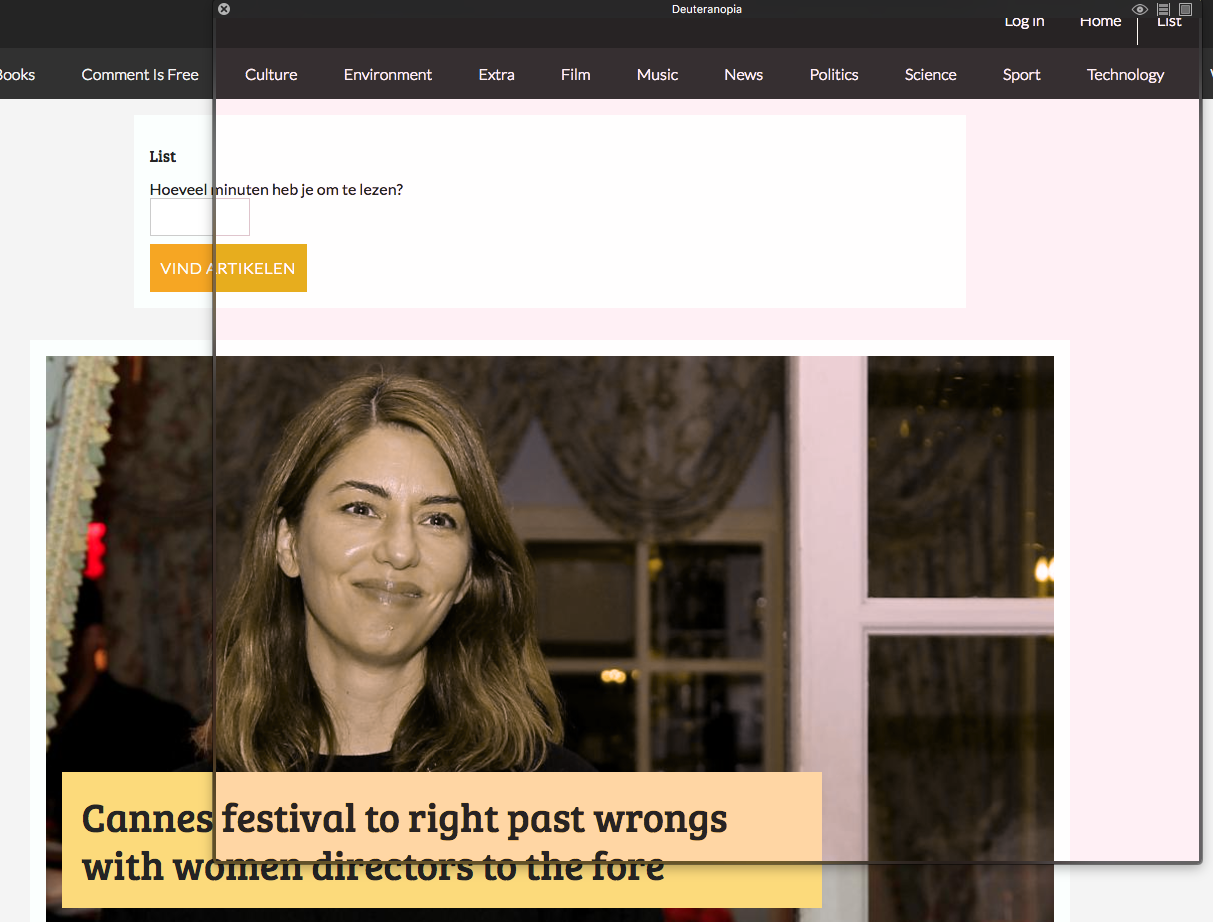 Deuteranopia
Log in Home List
Books Comment Is Free Culture Environment Extra Film Music News Politics Science Sport Technology
List
Hoeveel minuten heb je om te lezen?
VIND ARTIKELEN
Cannes festival to right past wrongs
with women directors to the fore